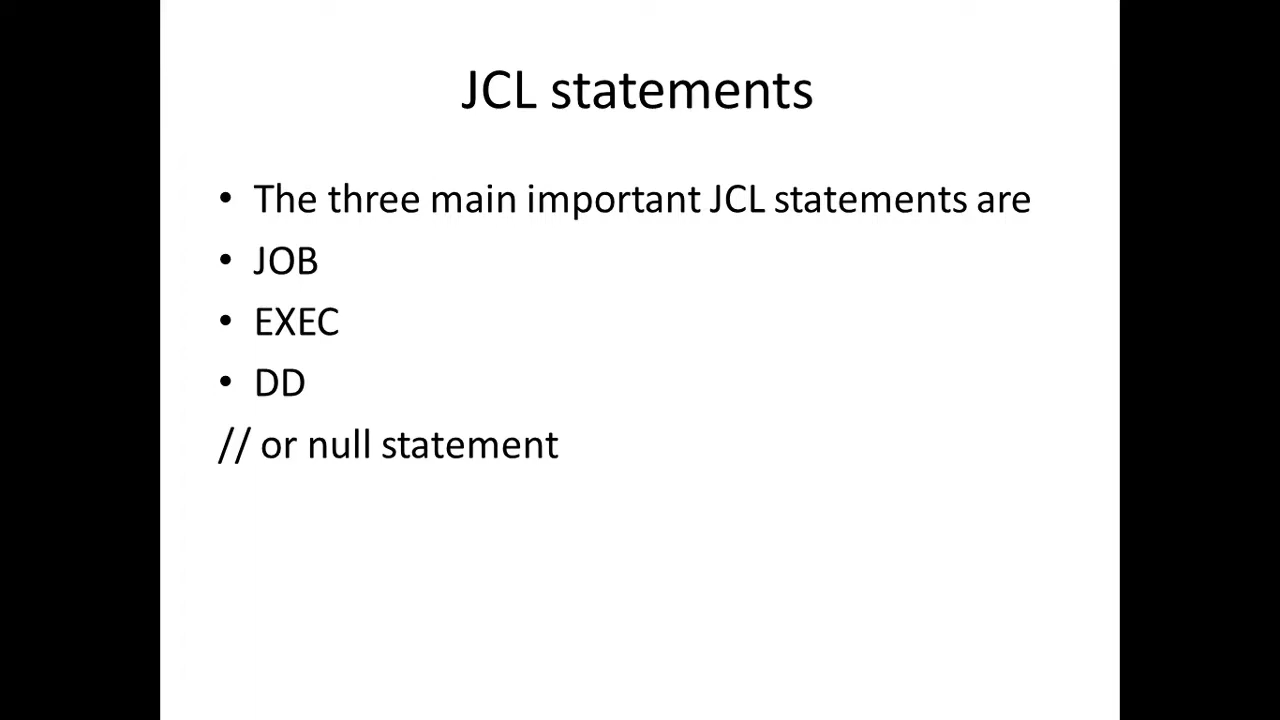 JCL statements
• The three main important JCL statements are
• JOB
• EXEC
• DD
// or null statement